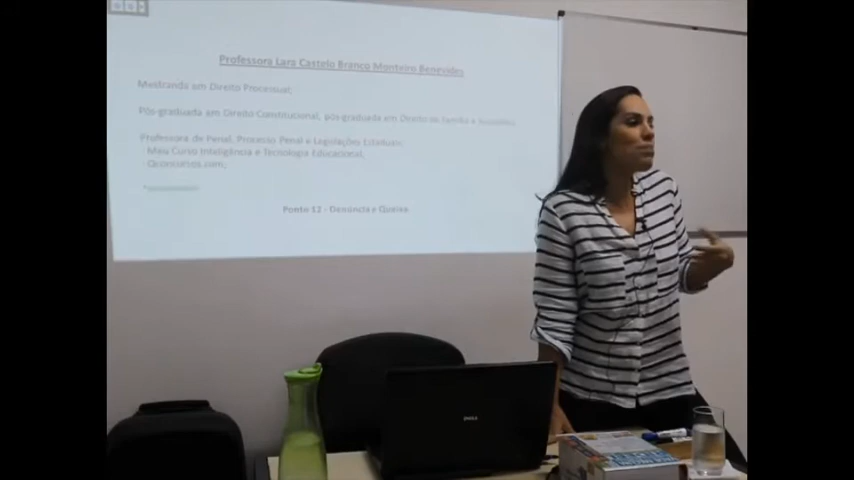 Professora Lara Castelo Branco Monteiro Benevides
Mestranda em Direito Processual;
Pós-graduada em Direito Constitucional, pós-graduada em Direito de Família e Sucessões;
Professora de Penal, Processo Penal e Legislações Estaduais:
- Meu Curso Inteligência e Tecnologia Educacional;
- Qconcursos.com;
Ponto 12 - Denúncia e Queixa
DELL